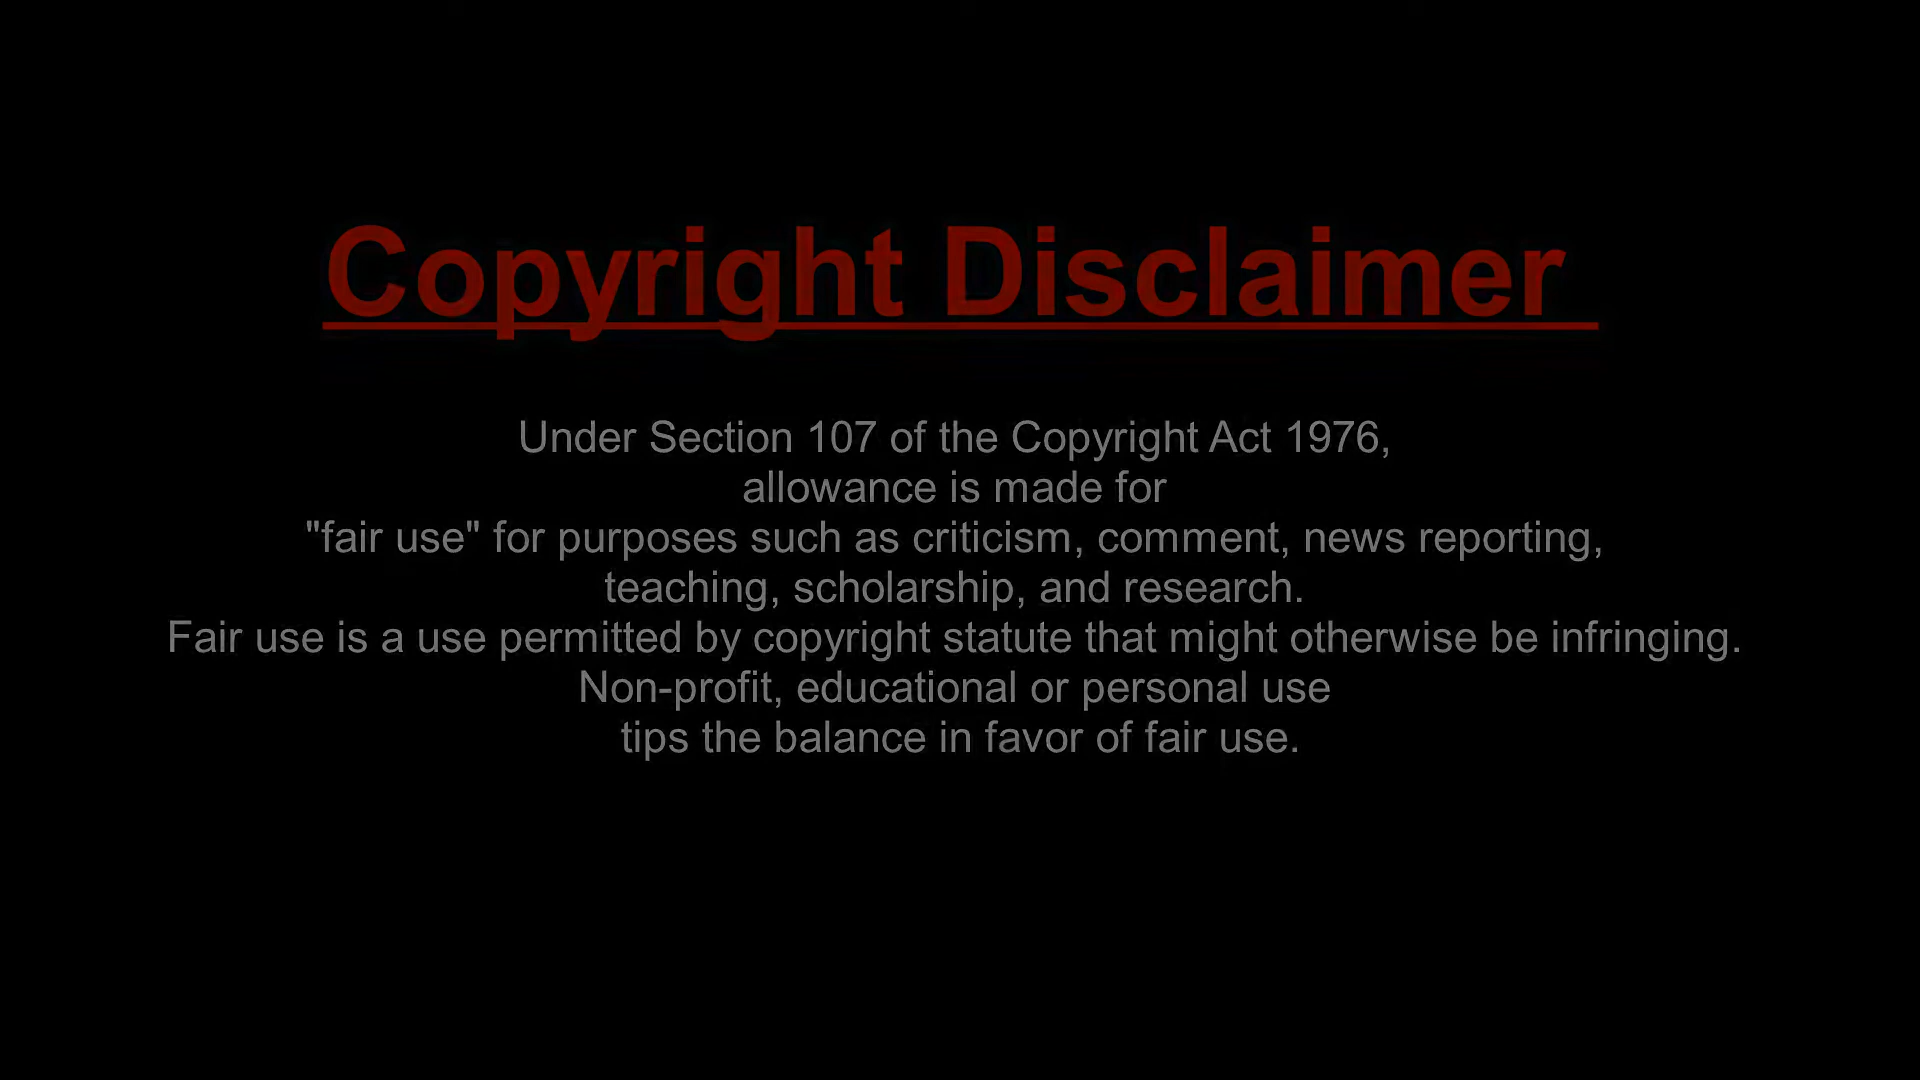 Copyright Disclaimer
Under Section 107 of the Copyright Act 1976,
allowance is made for
"fair use" for purposes such as criticism, comment, news reporting,
teaching, scholarship, and research.
Fair use is a use permitted by copyright statute that might otherwise be infringing.
Non-profit, educational or personal use
tips the balance in favor of fair use.